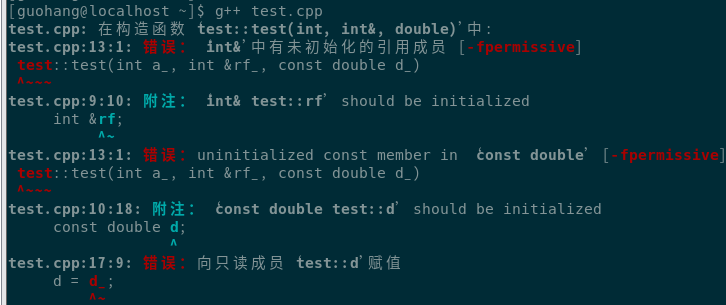 [guohang@localhost ~]$ g++ test.cpp
test.cpp: 在构造函数 test::test(int, int&, double)’中:
test.cpp:13:1: 错误: int&’中有未初始化的引用成员 [-fpermissive]
test::test(int a_, int &rf_, const double d_)
^~~~
test.cpp:9:10: 附注: ‘int& test::rf’ should be initialized
int &rf;
^~
test.cpp:13:1: 错误: uninitialized const member in ‘const double’ [-fpermissive]
test::test(int a_, int &rf_, const double d_)
^~~~
test.cpp:10:18: 附注: ‘const double test::d’ should be initialized
const double d;
^
test.cpp:17:9: 错误: 向只读成员 test::d’赋值
d = d_;
^~